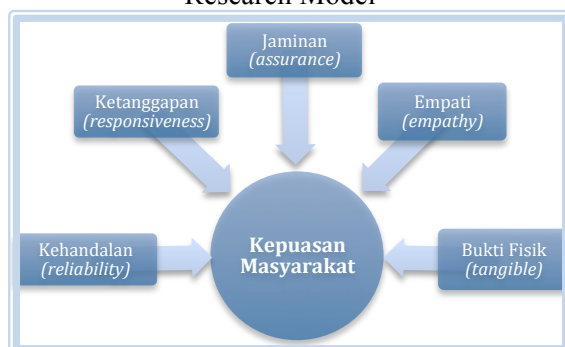 Research Model
Jaminan
(assurance)
Ketanggapan
(responsiveness)
Empati
(empathy)
Kehandalan
(reliability)
Kepuasan
Masyarakat
Bukti Fisik
(tangible)